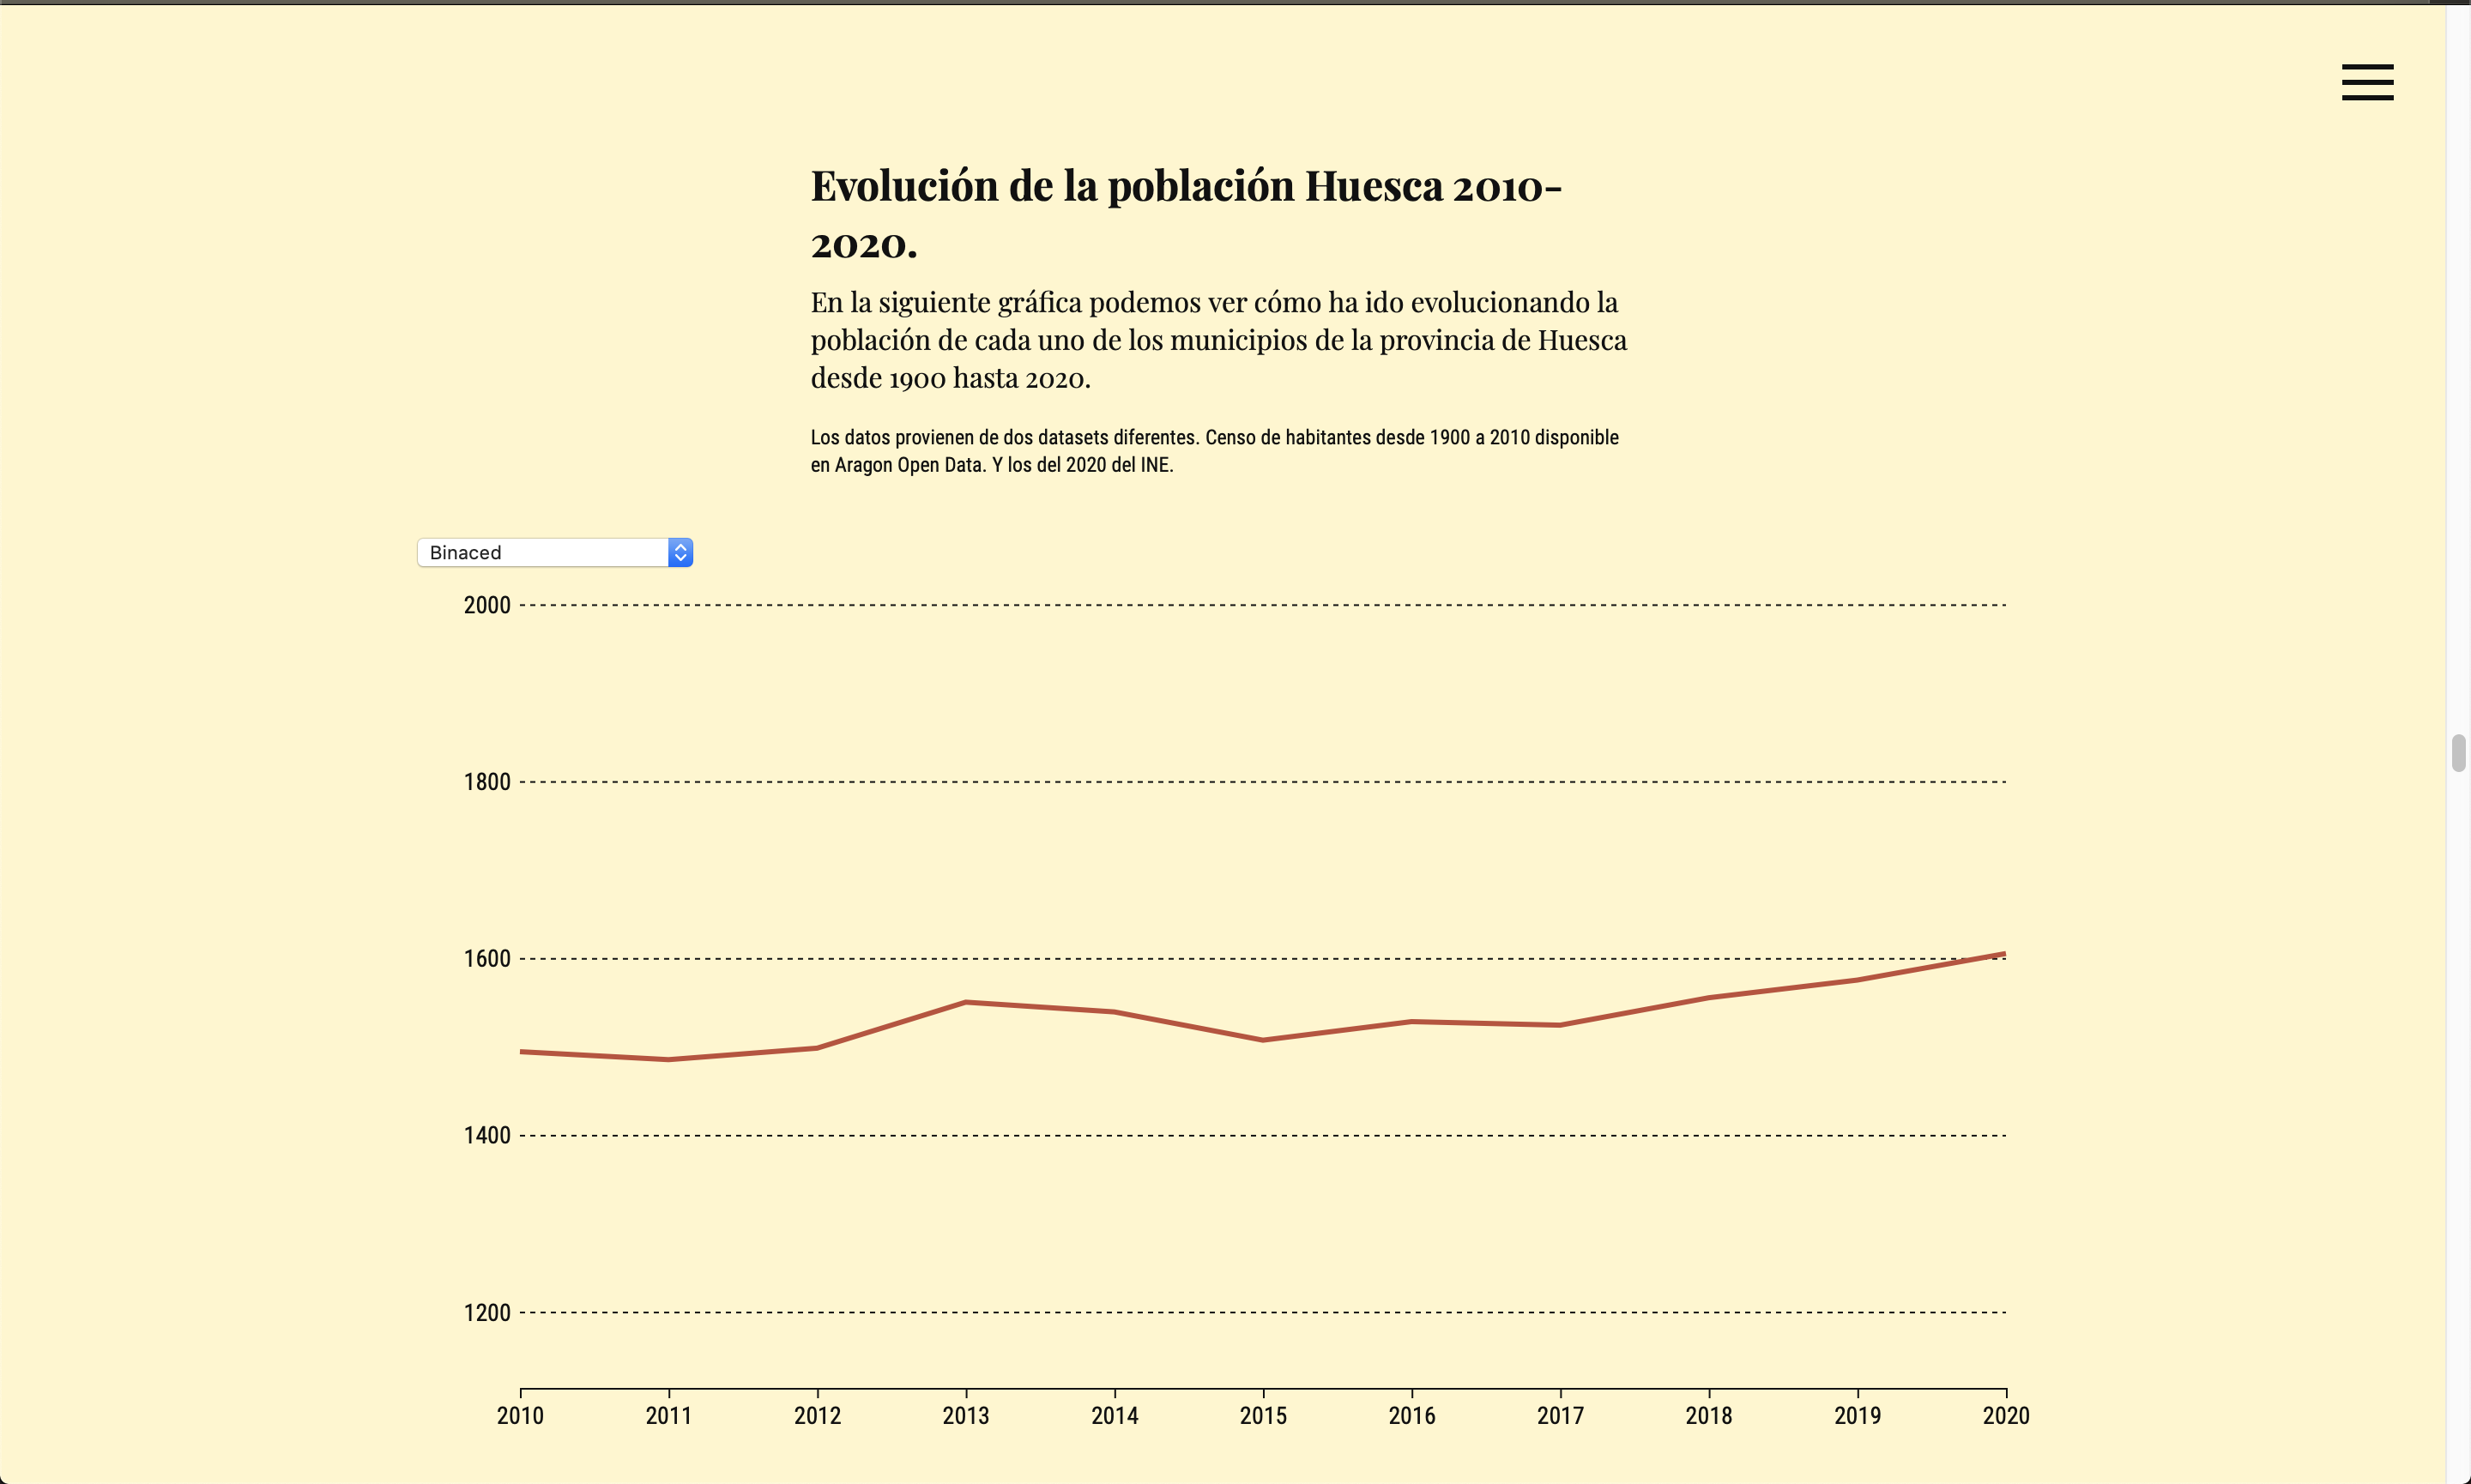 Evolución de la población Huesca 2010-
2020.
En la siguiente gráfica podemos ver cómo ha ido evolucionando la
población de cada uno de los municipios de la provincia de Huesca
desde 1900 hasta 2020.
Los datos provienen de dos datasets diferentes. Censo de habitantes desde 1900 a 2010 disponible
en Aragon Open Data. Y los del 2020 del INE.
Binaced
2000
1800
1600
1400
1200
2010 2011 2012 2013 2014 2015 2016 2017 2018 2019 2020